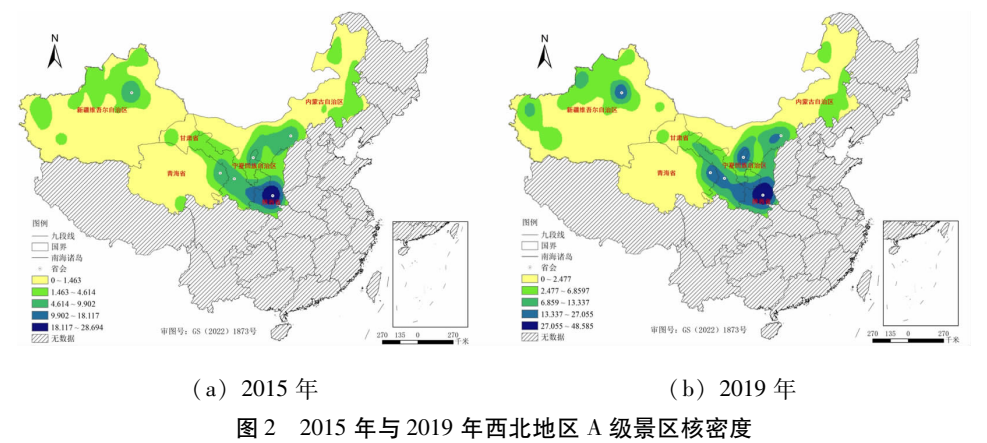 N
新疆维吾尔自治区
内蒙古自治区
甘肃省
宁夏回族自治区
青海省
图例
九段线
国界
南海诸岛
省会
0 ~ 1.463
1.463 ~ 4.614
4.614 ~ 9.902
9.902 ~ 18.117
18.117 ~ 28.694
无数据
审图号：GS（2022）1873号
270 135 0 270
千米
(a) 2015 年
N
新疆维吾尔自治区
内蒙古自治区
甘肃省
宁夏回族自治区
青海省
图例
九段线
国界
南海诸岛
省会
0 ~ 2.477
2.477 ~ 6.8597
6.859 ~ 13.337
13.337 ~ 27.055
27.055 ~ 48.585
无数据
审图号：GS（2022）1873号
270 135 0 270
千米
(b) 2019 年
图 2 2015 年与 2019 年西北地区 A 级景区核密度